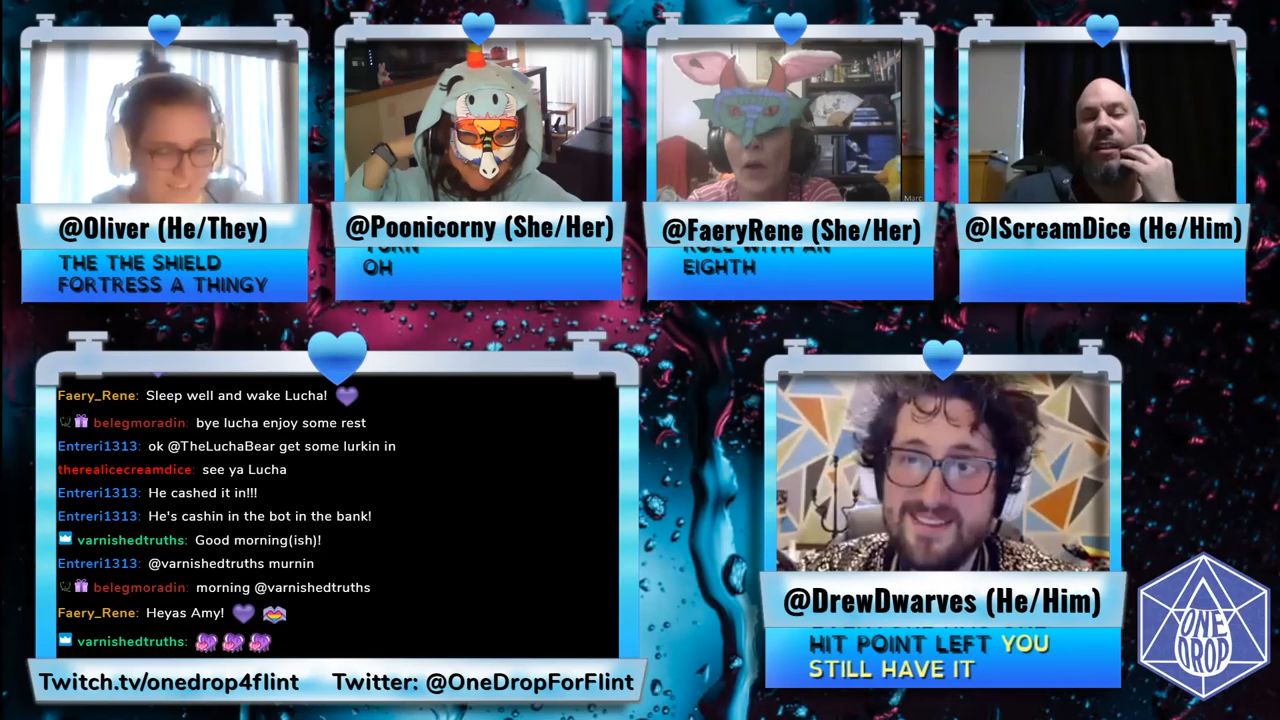 @Oliver (He/They)
THE THE SHIELD
FORTRESS A THINGY
@Poonicorny (She/Her)
TURN
OH
@FaeryRene (She/Her)
ROLL WITH AN
EIGHTH
@IScreamDice (He/Him)
Faery_Rene: Sleep well and wake Lucha! 💜
belegmoradin: bye lucha enjoy some rest
Entreri1313: ok @TheLuchaBear get some lurkin in
therealicecreamdice: see ya Lucha
Entreri1313: He cashed it in!!!
Entreri1313: He's cashin in the bot in the bank!
varnishedtruths: Good morning(ish)!
Entreri1313: @varnishedtruths murnin
belegmoradin: morning @varnishedtruths
Faery_Rene: Heyas Amy! 💜
varnishedtruths:
Twitch.tv/onedrop4flint Twitter: @OneDropForFlint
@DrewDwarves (He/Him)
HIT POINT LEFT YOU
STILL HAVE IT
ONE
DROP